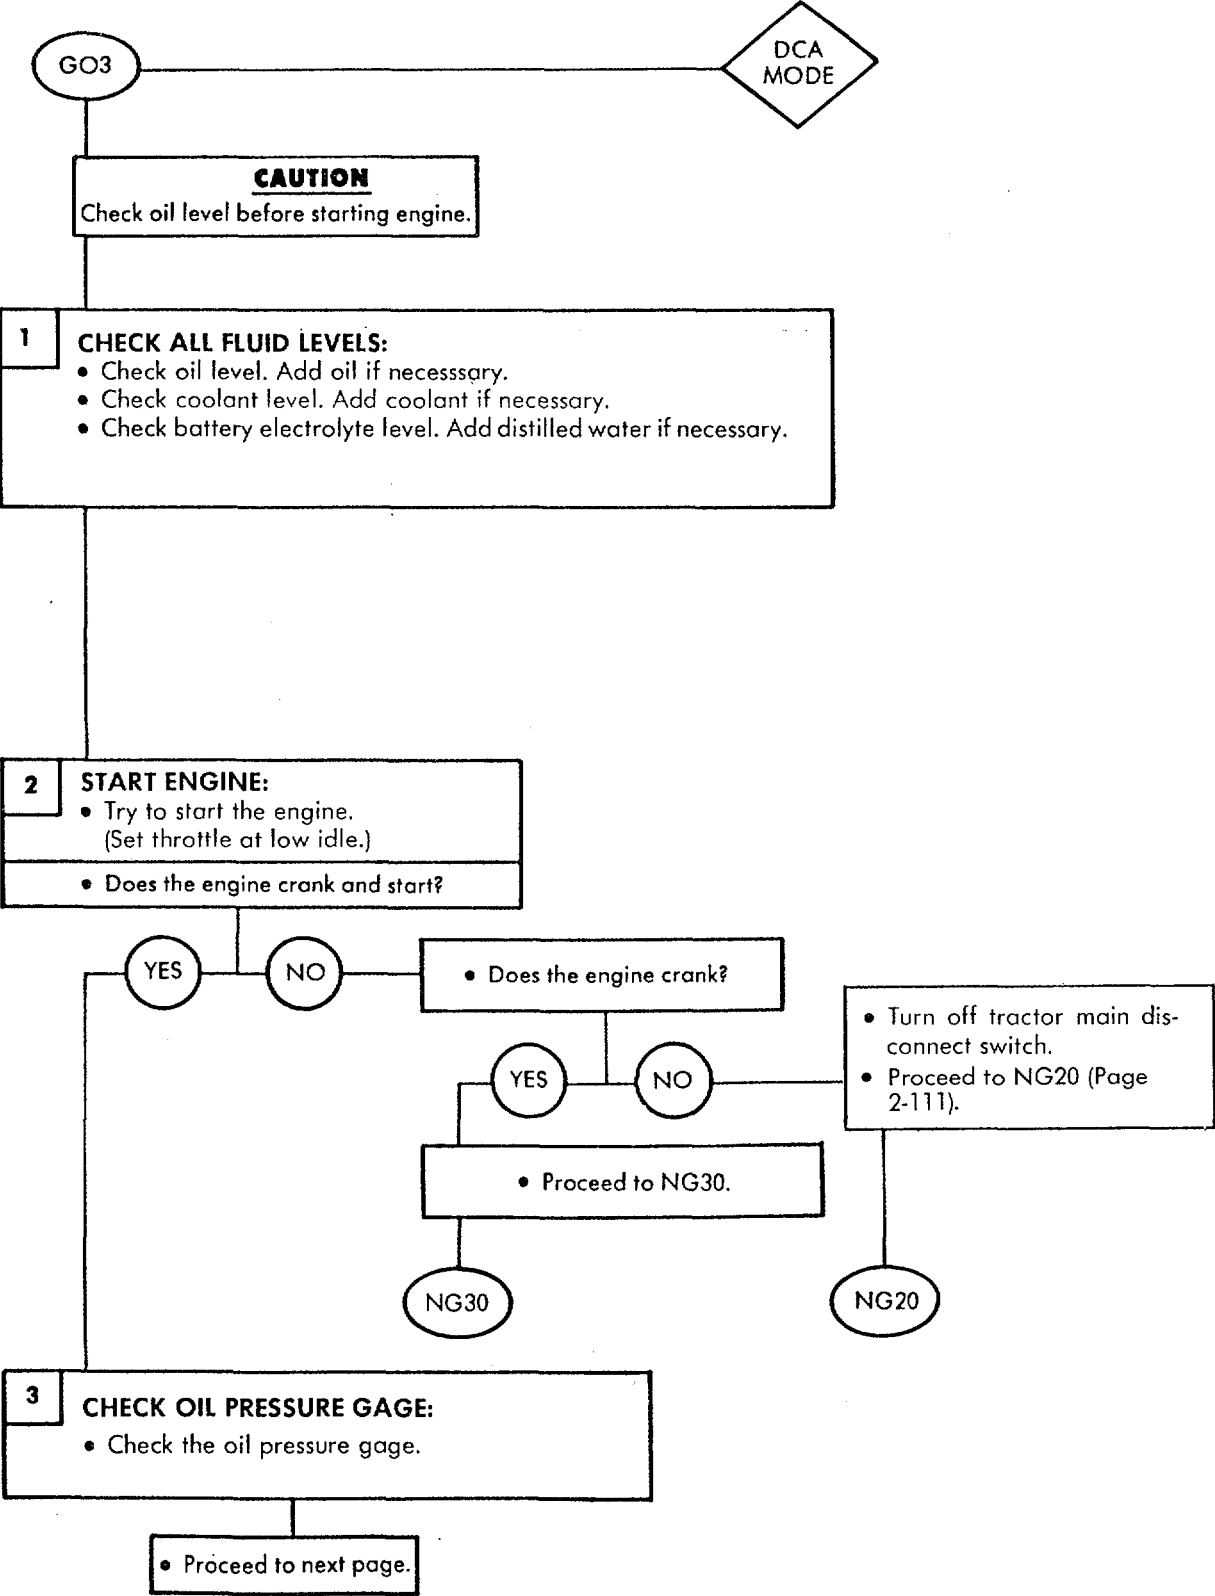 GO3
DCA
MODE
CAUTION
Check oil level before starting engine.
1
CHECK ALL FLUID LEVELS:
• Check oil level. Add oil if necesssary.
• Check coolant level. Add coolant if necessary.
• Check battery electrolyte level. Add distilled water if necessary.
2
START ENGINE:
• Try to start the engine.
(Set throttle at low idle.)
• Does the engine crank and start?
YES
NO
• Does the engine crank?
YES
NO
• Turn off tractor main dis-
connect switch.
• Proceed to NG20 (Page
2-111).
• Proceed to NG30.
NG30
NG20
3
CHECK OIL PRESSURE GAGE:
• Check the oil pressure gage.
• Proceed to next page.